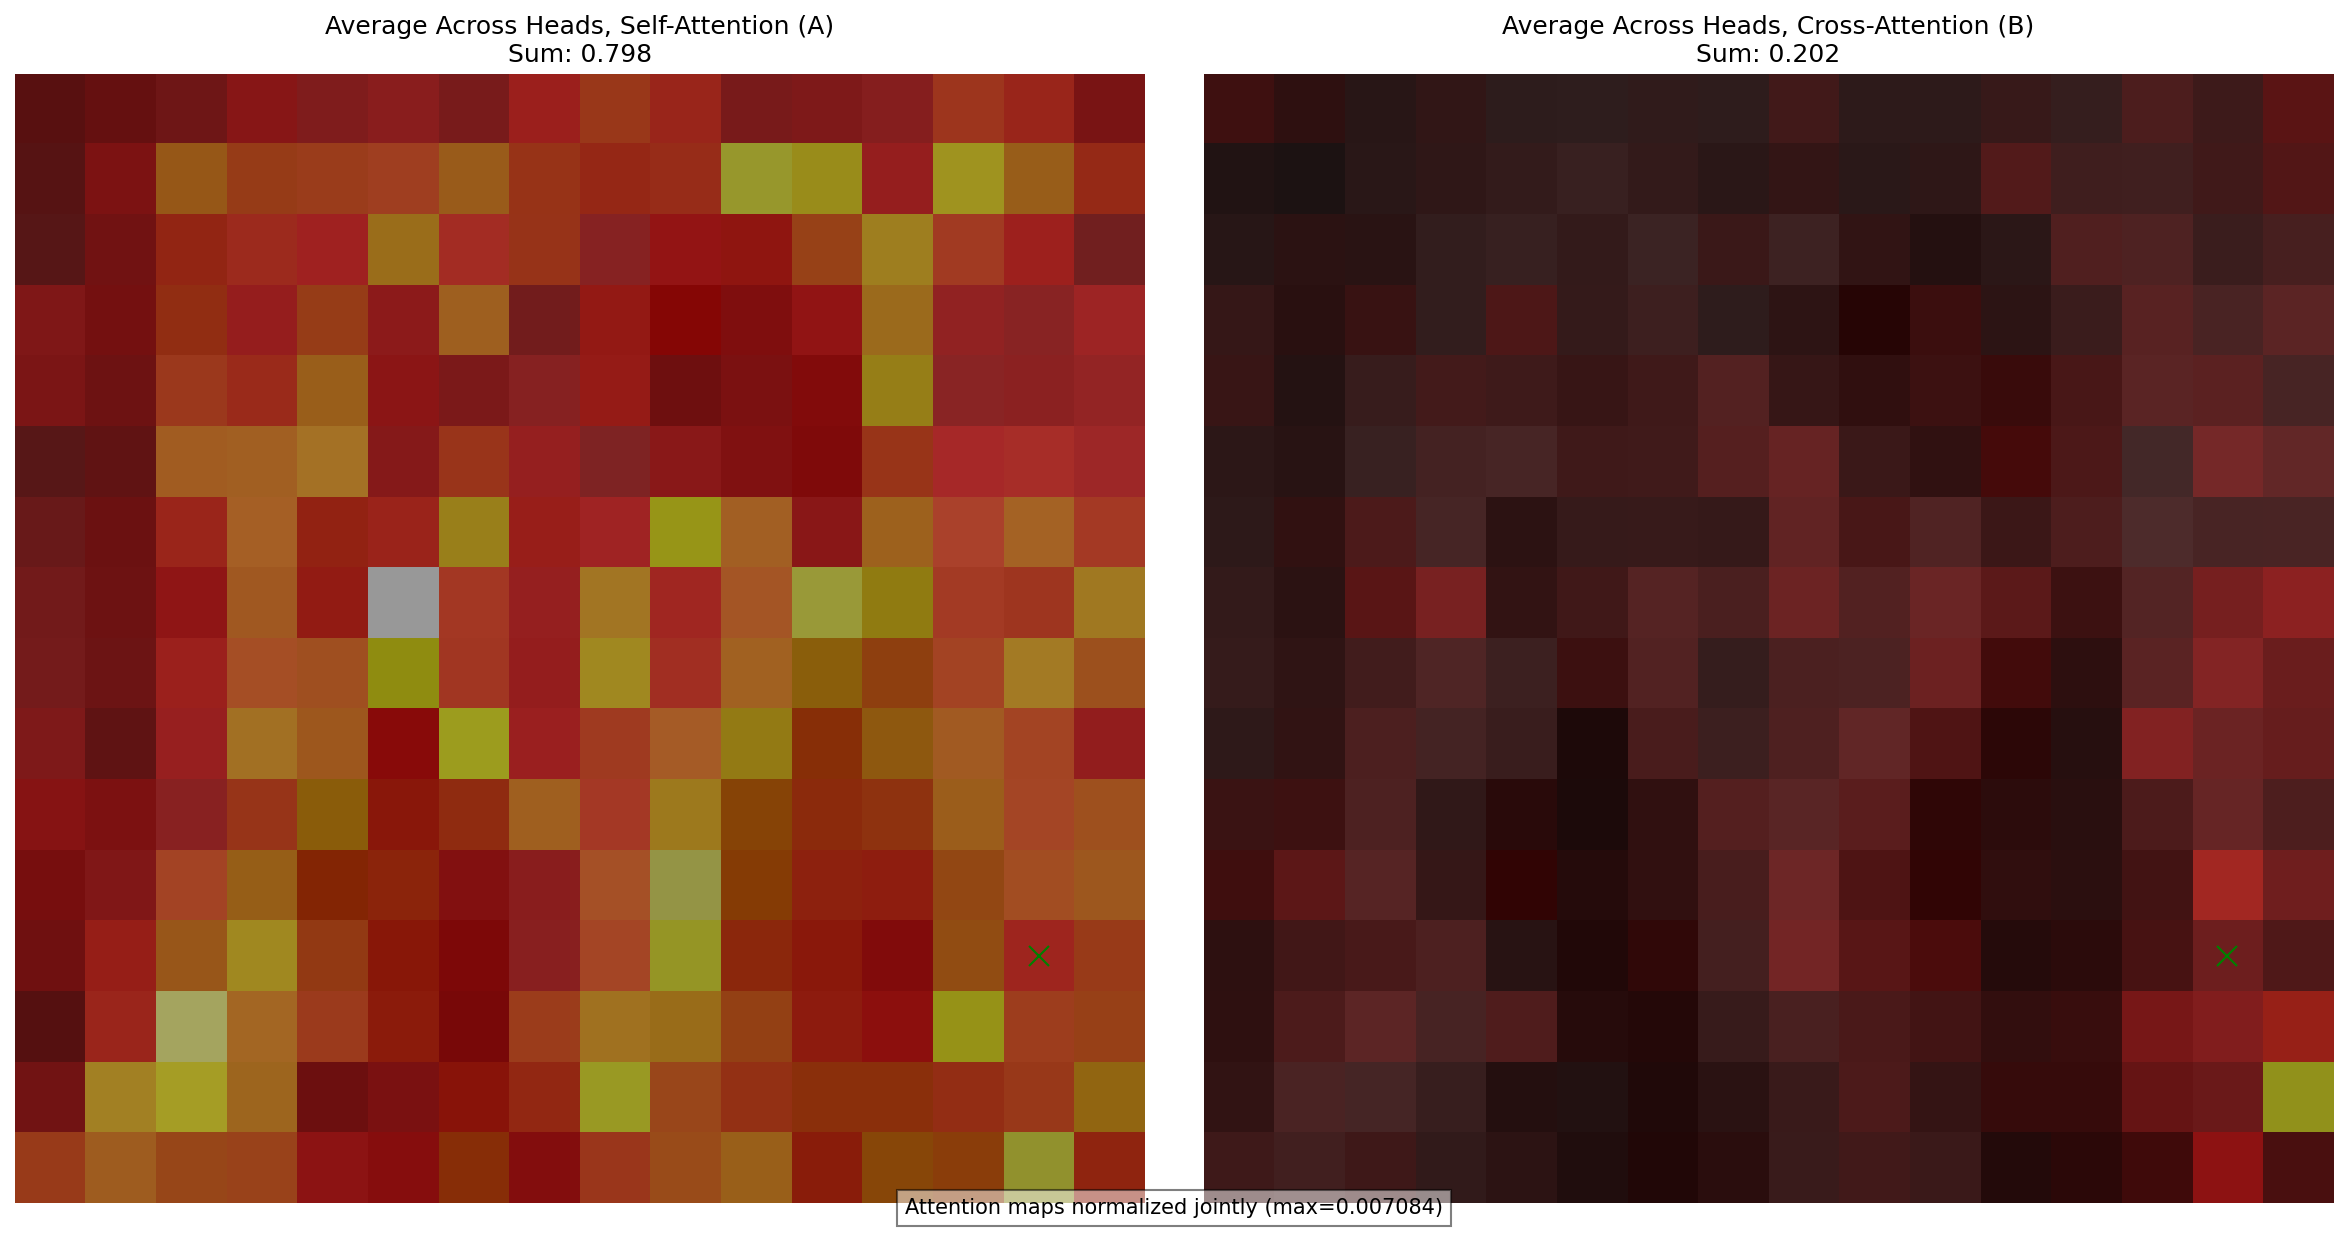 Average Across Heads, Self-Attention (A)
Sum: 0.798
Average Across Heads, Cross-Attention (B)
Sum: 0.202
Attention maps normalized jointly (max=0.007084)